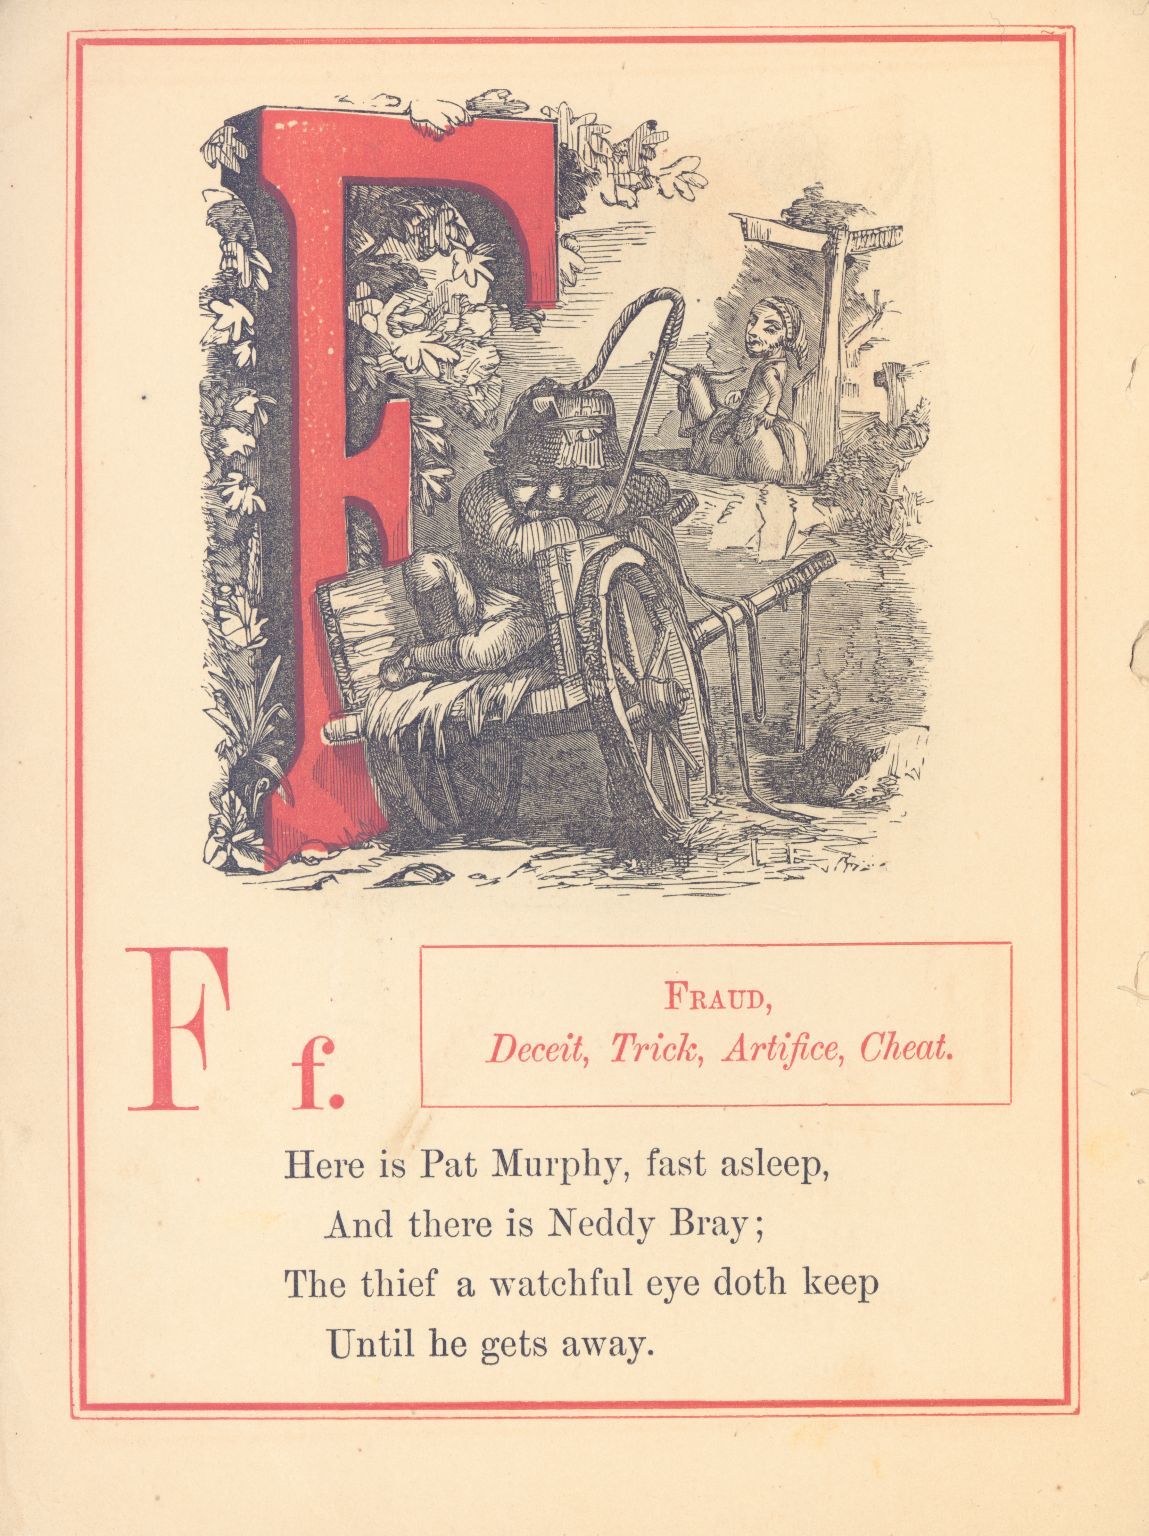 F
F f.
FRAUD,
Deceit, Trick, Artifice, Cheat.
Here is Pat Murphy, fast asleep,
And there is Neddy Bray;
The thief a watchful eye doth keep
Until he gets away.